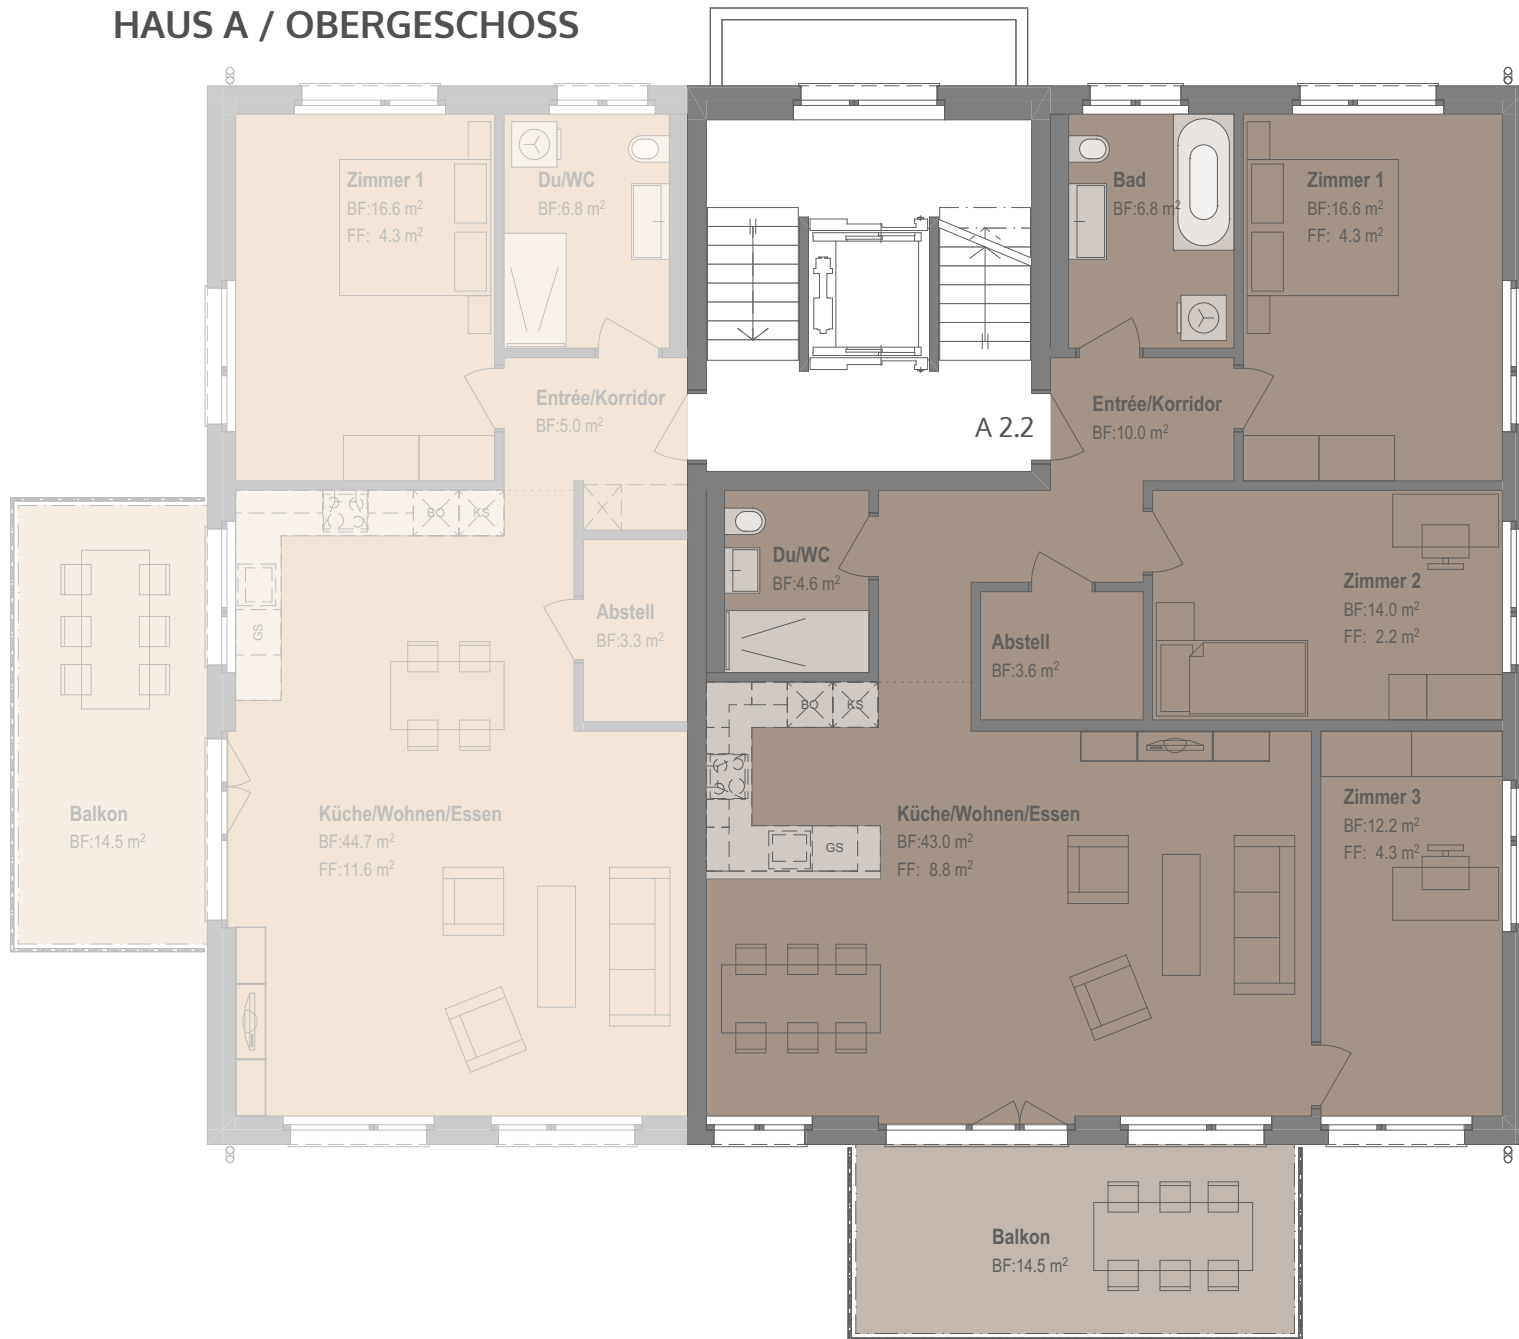 HAUS A / OBERGESCHOSS
Zimmer 1
BF:16.6 m²
FF: 4.3 m²
Du/WC
BF:6.8 m²
Bad
BF:6.8 m²
Zimmer 1
BF:16.6 m²
FF: 4.3 m²
Entrée/Korridor
BF:5.0 m²
A 2.2
Entrée/Korridor
BF:10.0 m²
BO
KS
GS
Abstell
BF:3.3 m²
Du/WC
BF:4.6 m²
Abstell
BF:3.6 m²
Zimmer 2
BF:14.0 m²
FF: 2.2 m²
BO
KS
GS
Balkon
BF:14.5 m²
Küche/Wohnen/Essen
BF:44.7 m²
FF:11.6 m²
Küche/Wohnen/Essen
BF:43.0 m²
FF: 8.8 m²
Zimmer 3
BF:12.2 m²
FF: 4.3 m²
Balkon
BF:14.5 m²